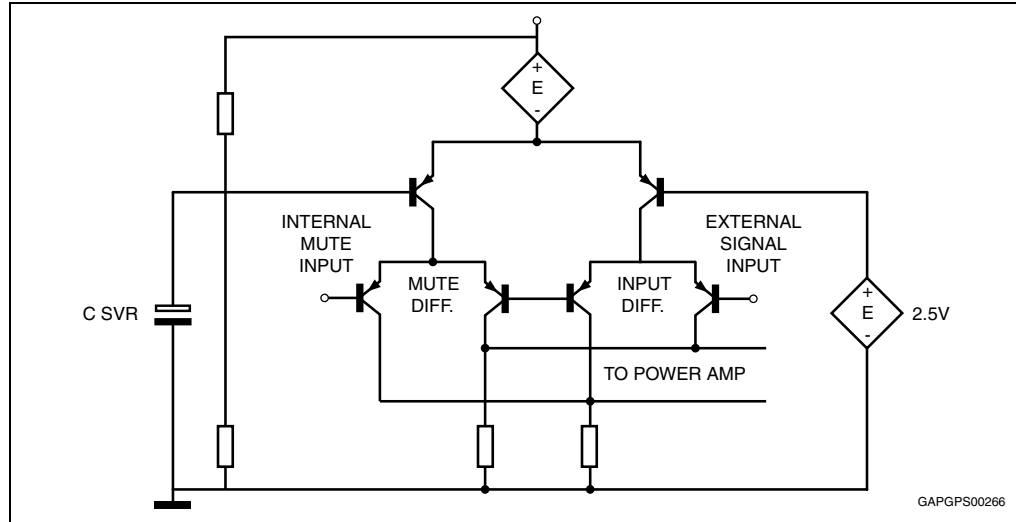 +
E
-
INTERNAL
MUTE
INPUT
EXTERNAL
SIGNAL
INPUT
MUTE
DIFF.
INPUT
DIFF.
C SVR
+
E
-
2.5V
TO POWER AMP
GAPGPS00266